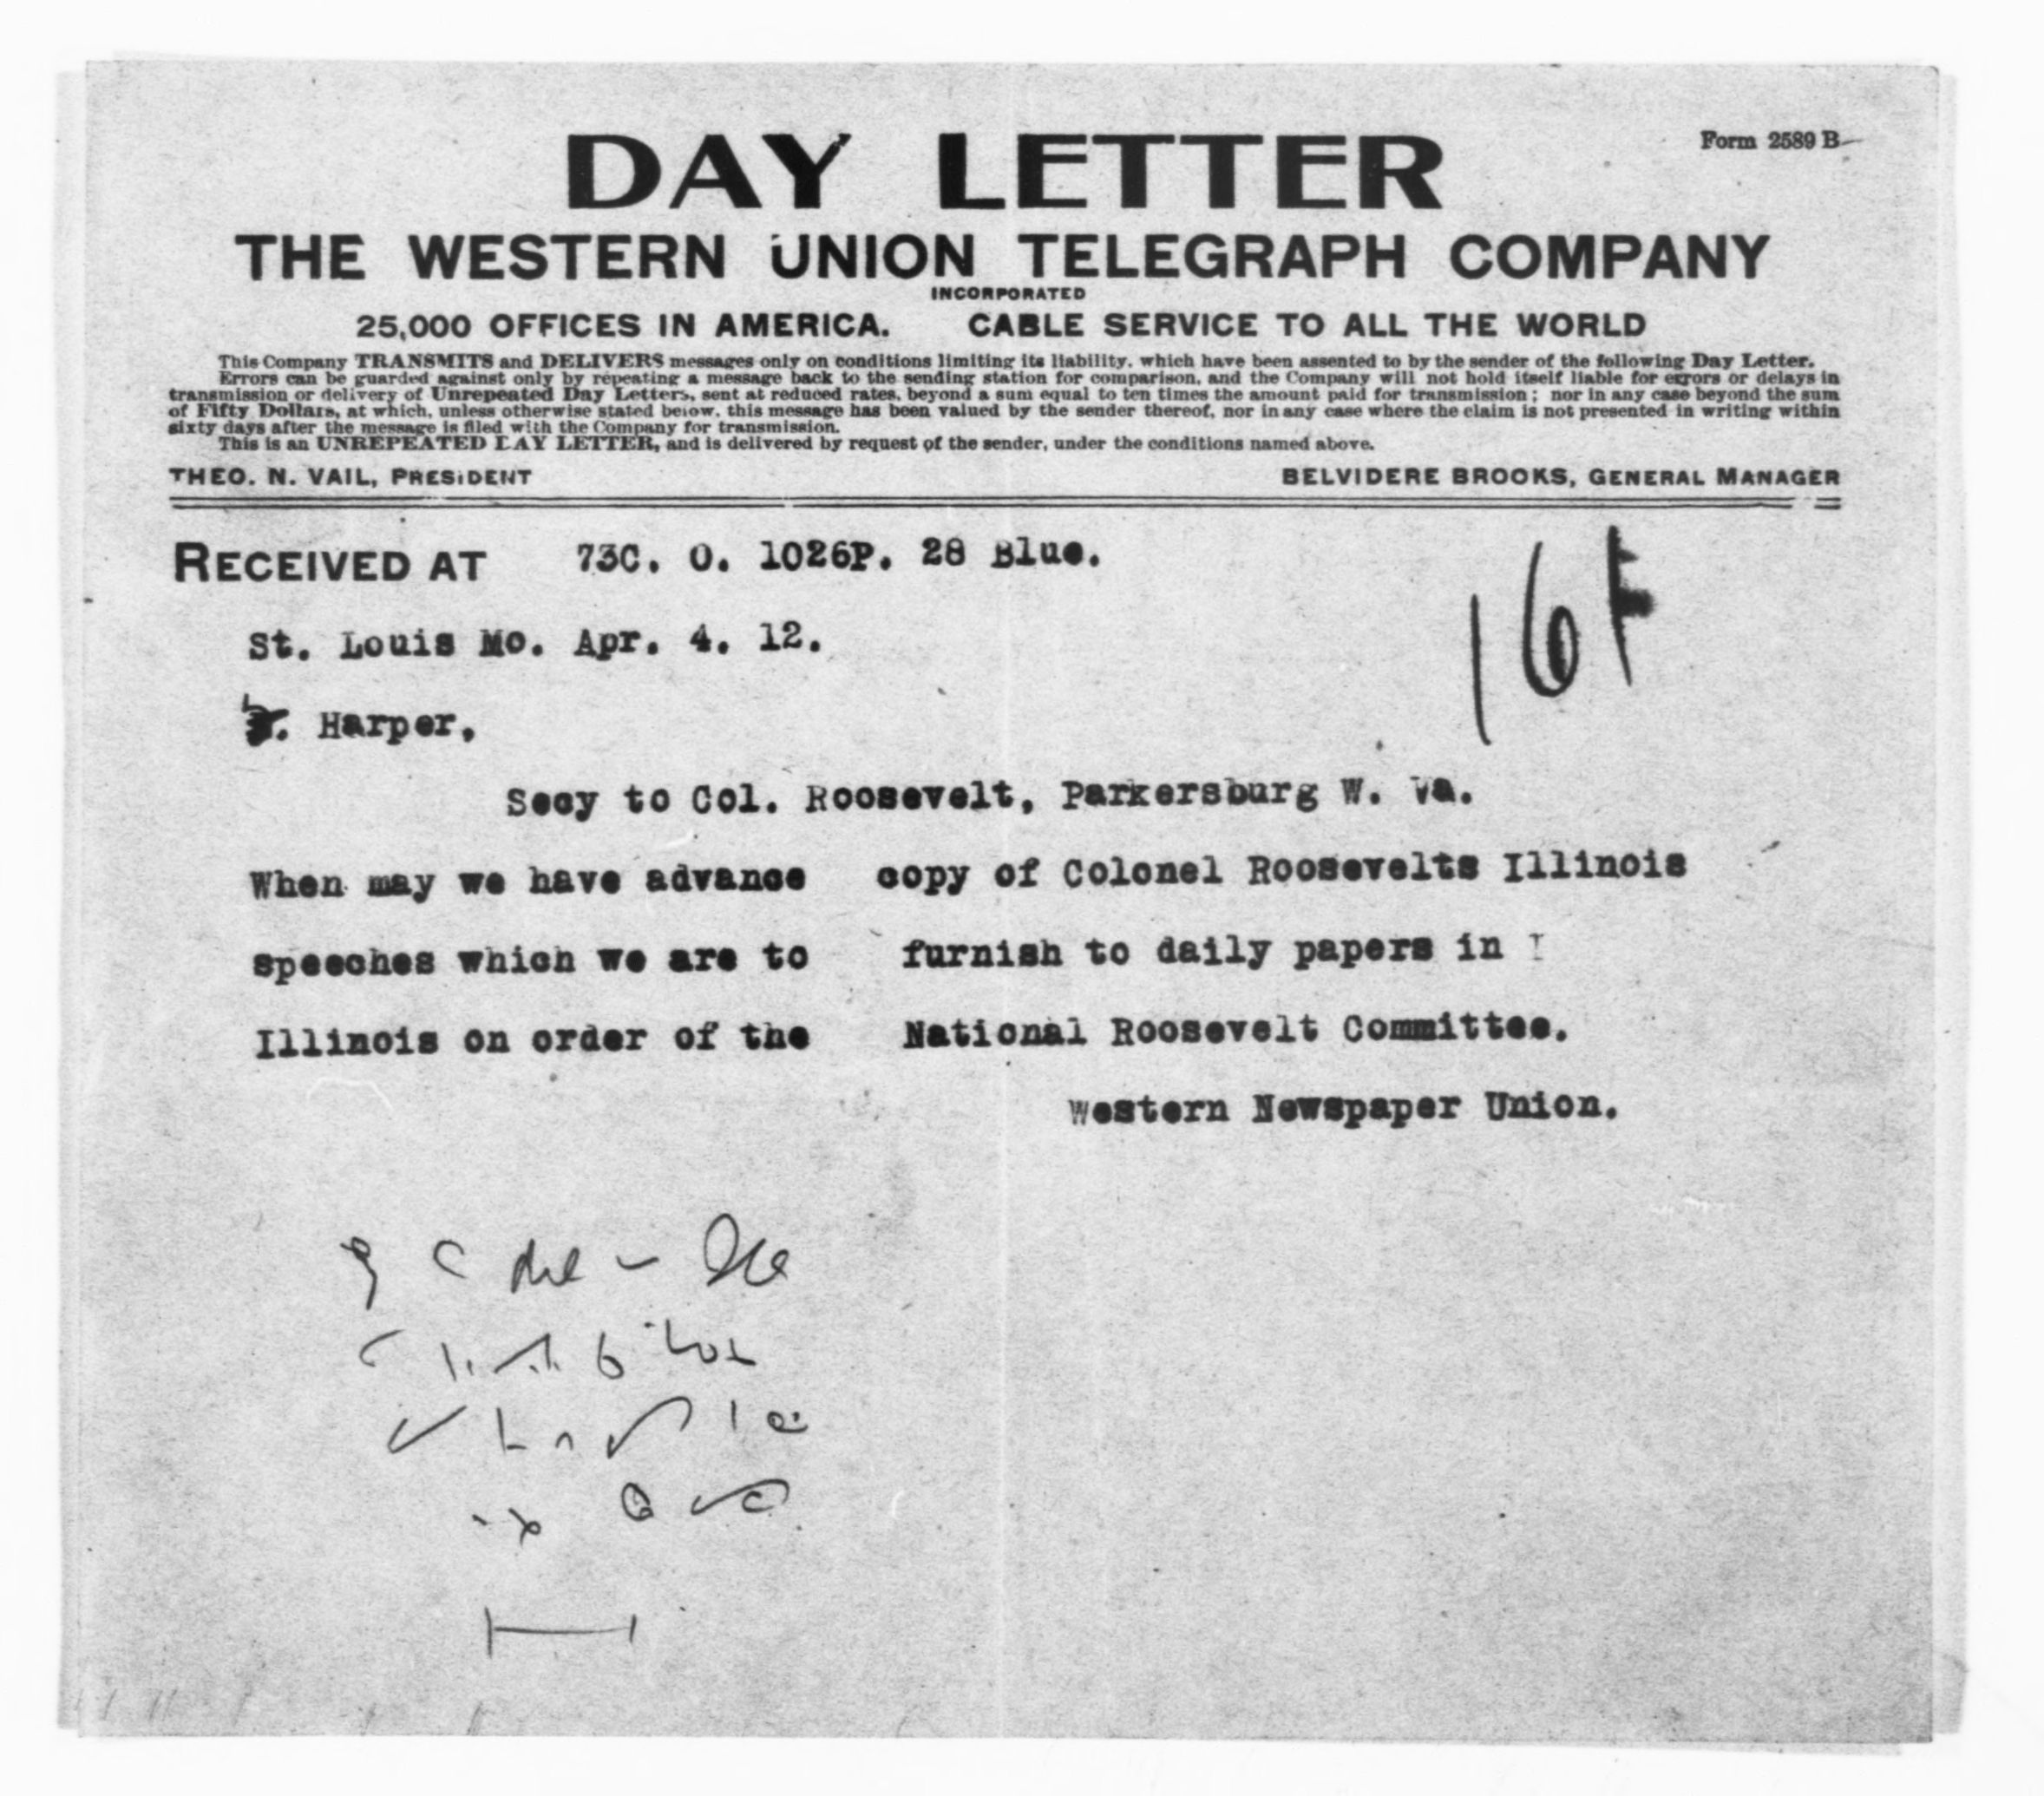 Form 2589 B
DAY LETTER
THE WESTERN UNION TELEGRAPH COMPANY
INCORPORATED
25,000 OFFICES IN AMERICA. CABLE SERVICE TO ALL THE WORLD
This Company TRANSMITS and DELIVERS messages only on conditions limiting its liability, which have been assented to by the sender of the following Day Letter.
Errors can be guarded against only by repeating a message back to the sending station for comparison, and the Company will not hold itself liable for errors or delays in
transmission or delivery of Unrepeated Day Letters, sent at reduced rates, beyond a sum equal to ten times the amount paid for transmission; nor in any case beyond the sum
of Fifty Dollars, at which, unless otherwise stated below, this message has been valued by the sender thereof, nor in any case where the claim is not presented in writing within
sixty days after the message is filed with the Company for transmission.
This is an UNREPEATED DAY LETTER, and is delivered by request of the sender, under the conditions named above.
THEO. N. VAIL, PRESIDENT BELVIDERE BROOKS, GENERAL MANAGER
RECEIVED AT 73C. O. 1026P. 28 Blue.
16
St. Louis Mo. Apr. 4. 12.
Harper,
Secy to Col. Roosevelt, Parkersburg W. Va.
When may we have advance copy of Colonel Roosevelts Illinois
speeches which we are to furnish to daily papers in I
Illinois on order of the National Roosevelt Committee.
Western Newspaper Union.